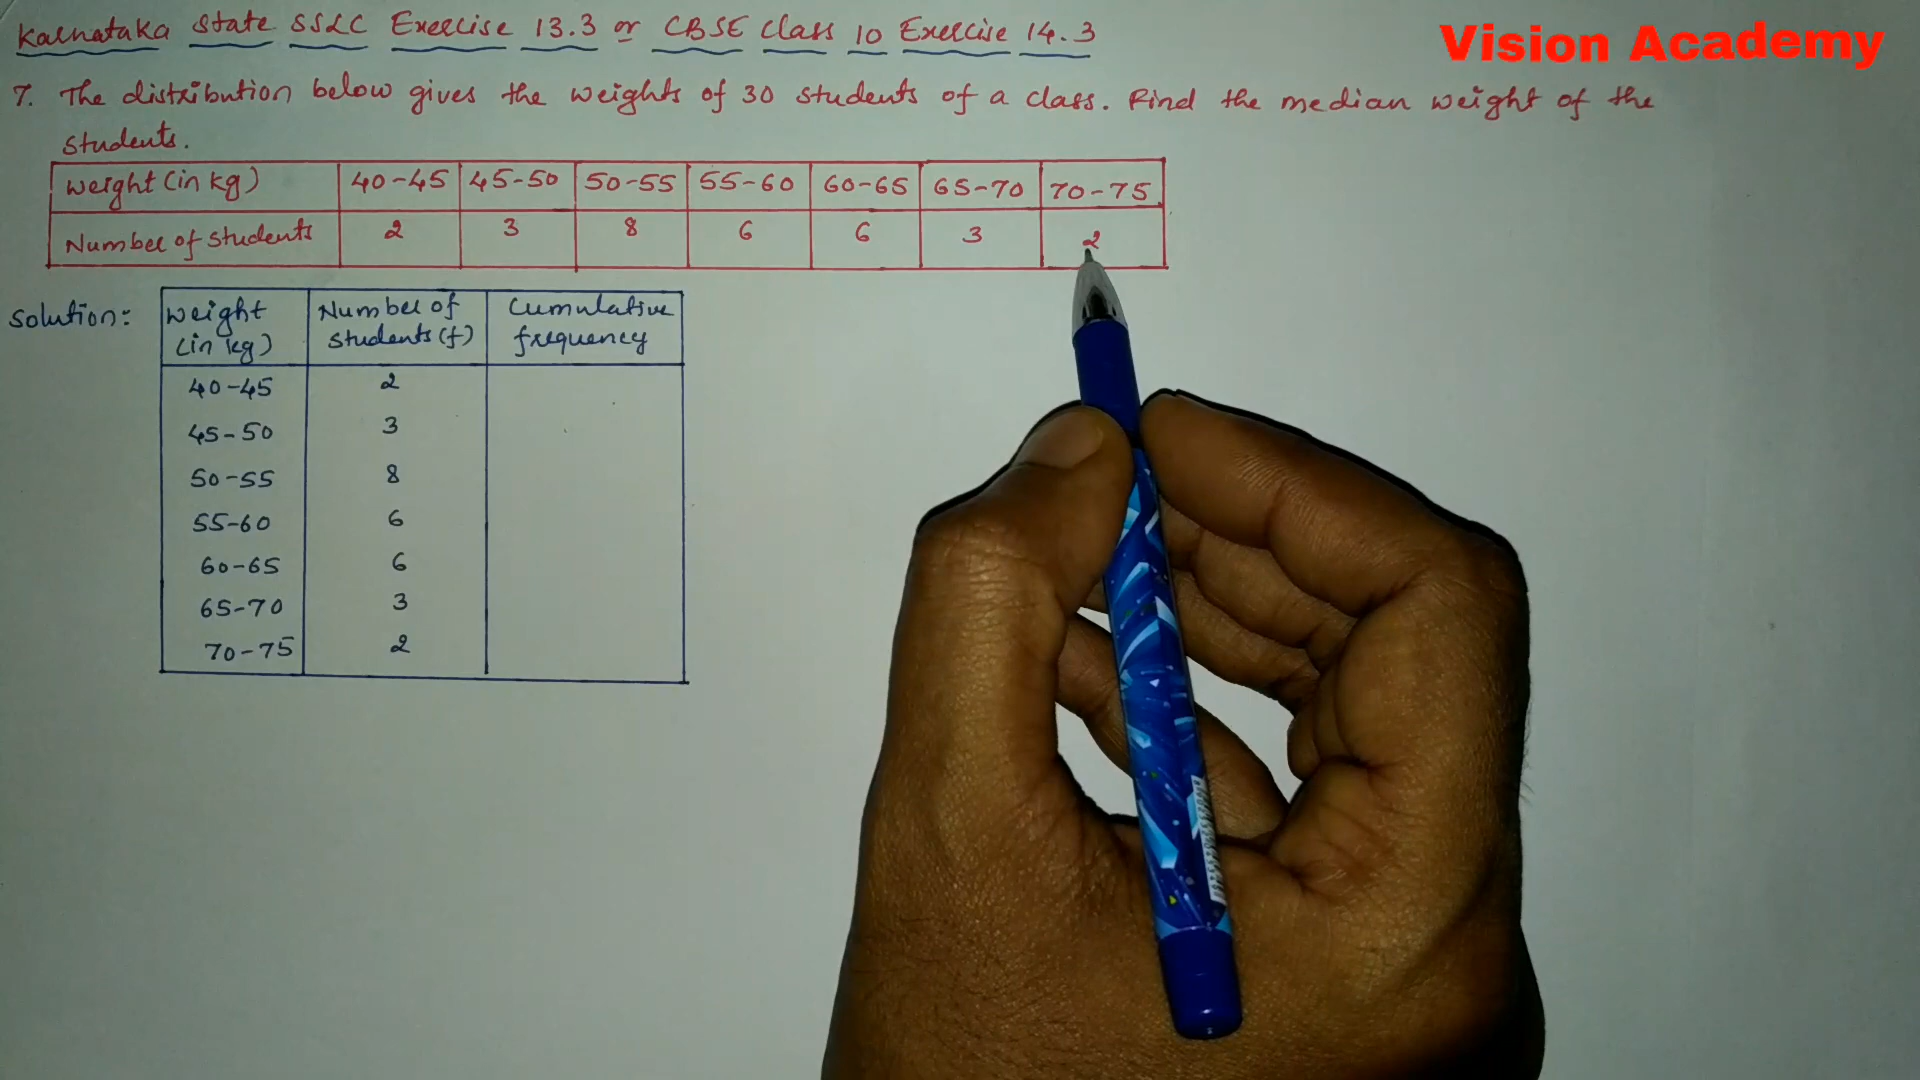 Karnataka State SSLC Exercise 13.3 or CBSE Class 10 Exercise 14.3
Vision Academy
7. The distribution below gives the weights of 30 students of a class. Find the median weight of the
students.
Weight (in kg) 40-45 45-50 50-55 55-60 60-65 65-70 70-75
Number of students 2 3 8 6 6 3 2
Solution:
Weight (in kg) Number of students (f) Cumulative frequency
40-45 2
45-50 3
50-55 8
55-60 6
60-65 6
65-70 3
70-75 2